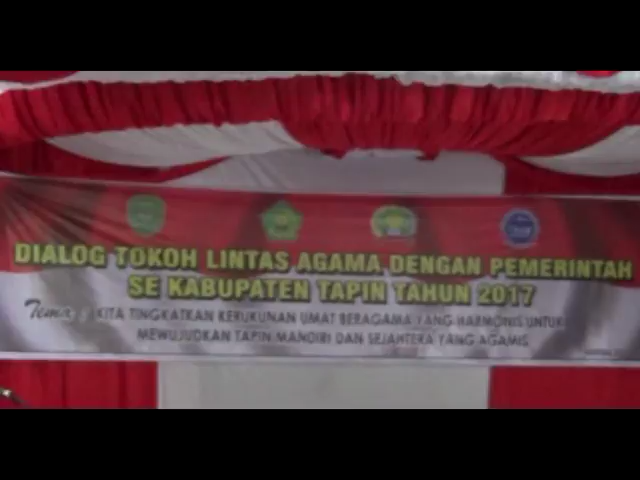 DIALOG TOKOH LINTAS AGAMA DENGAN PEMERINTAH
SE KABUPATEN TAPIN TAHUN 2017
Tema : KITA TINGKATKAN KERUKUNAN UMAT BERAGAMA YANG HARMONIS UNTUK
MEWUJUDKAN TAPIN MANDIRI DAN SEJAHTERA YANG AGAMIS